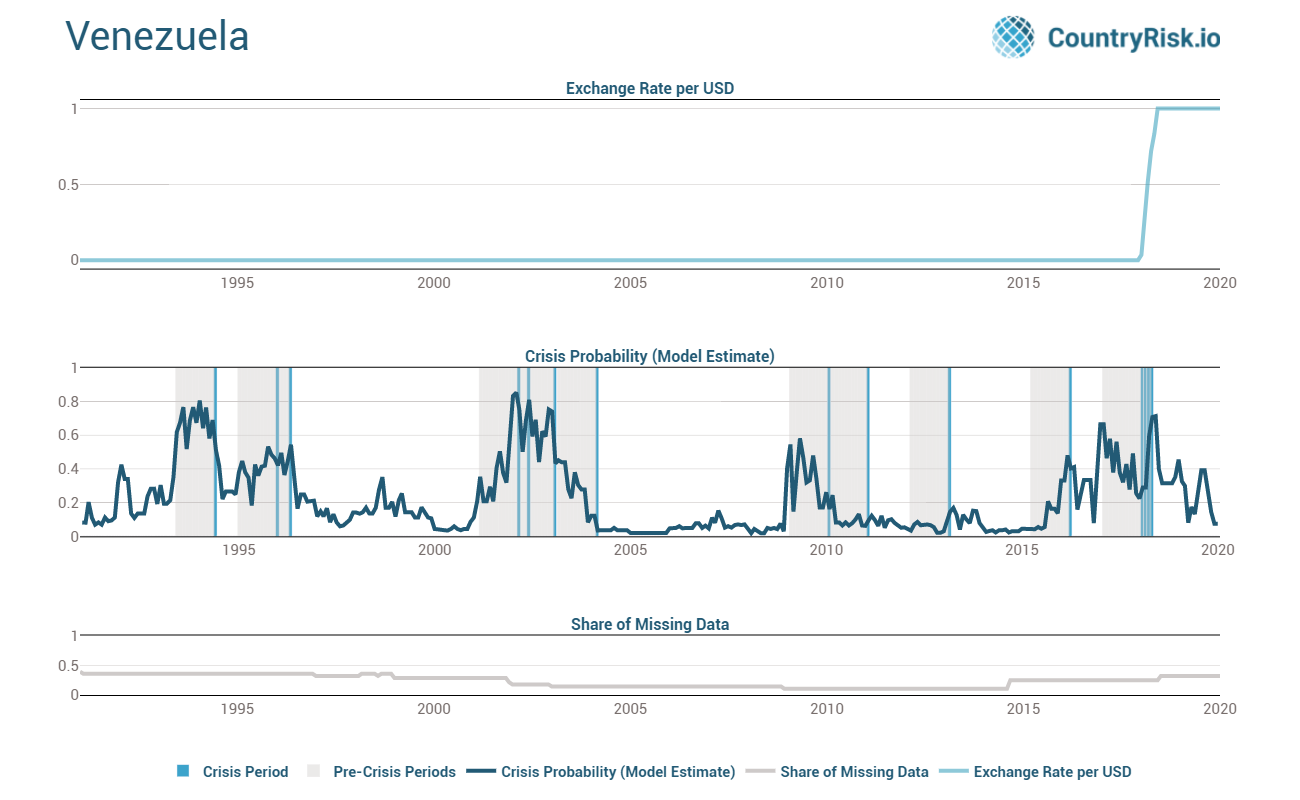 Venezuela
CountryRisk.io
Exchange Rate per USD
1
0.5
0
1995 2000 2005 2010 2015 2020
Crisis Probability (Model Estimate)
1
0.8
0.6
0.4
0.2
0
1995 2000 2005 2010 2015 2020
Share of Missing Data
1
0.5
0
1995 2000 2005 2010 2015 2020
Crisis Period Pre-Crisis Periods Crisis Probability (Model Estimate) Share of Missing Data Exchange Rate per USD